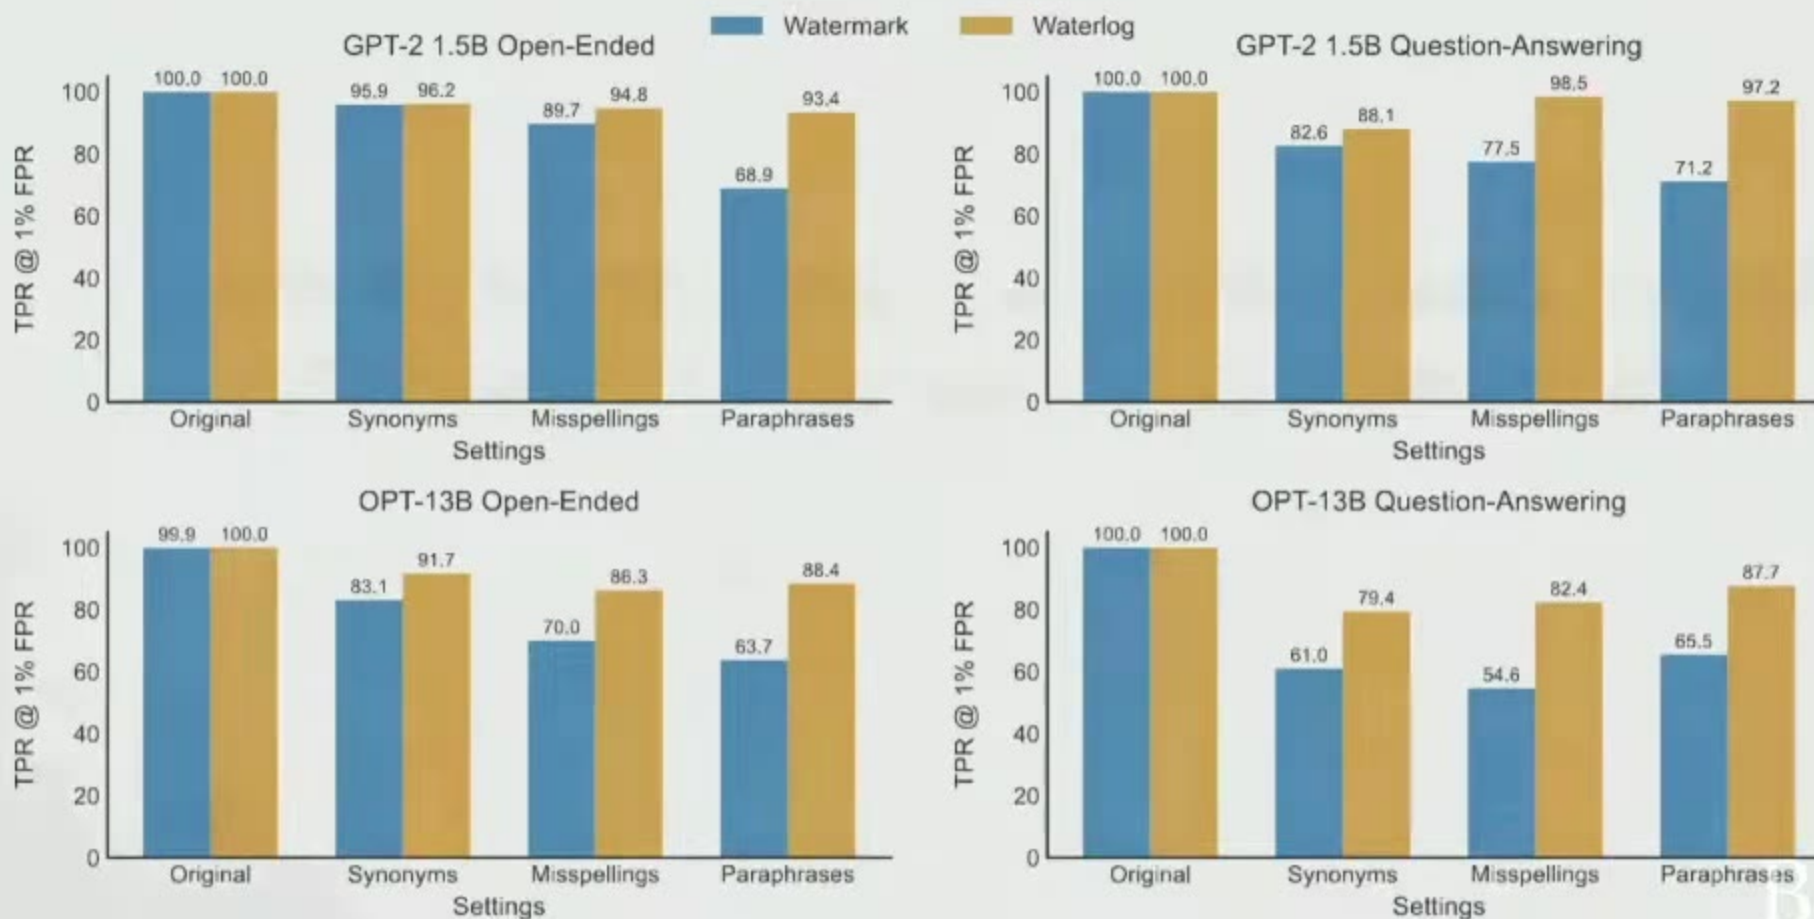 Watermark Waterlog
GPT-2 1.5B Open-Ended
TPR @ 1% FPR
100
80
60
40
20
0
100.0 100.0 95.9 96.2 89.7 94.8 68.9 93.4
Original Synonyms Misspellings Paraphrases
Settings
GPT-2 1.5B Question-Answering
TPR @ 1% FPR
100
80
60
40
20
0
100.0 100.0 82.6 88.1 77.5 98.5 71.2 97.2
Original Synonyms Misspellings Paraphrases
Settings
OPT-13B Open-Ended
TPR @ 1% FPR
100
80
60
40
20
0
99.9 100.0 83.1 91.7 70.0 86.3 63.7 88.4
Original Synonyms Misspellings Paraphrases
Settings
OPT-13B Question-Answering
TPR @ 1% FPR
100
80
60
40
20
0
100.0 100.0 61.0 79.4 54.6 82.4 65.5 87.7
Original Synonyms Misspellings Paraphrases
Settings
B